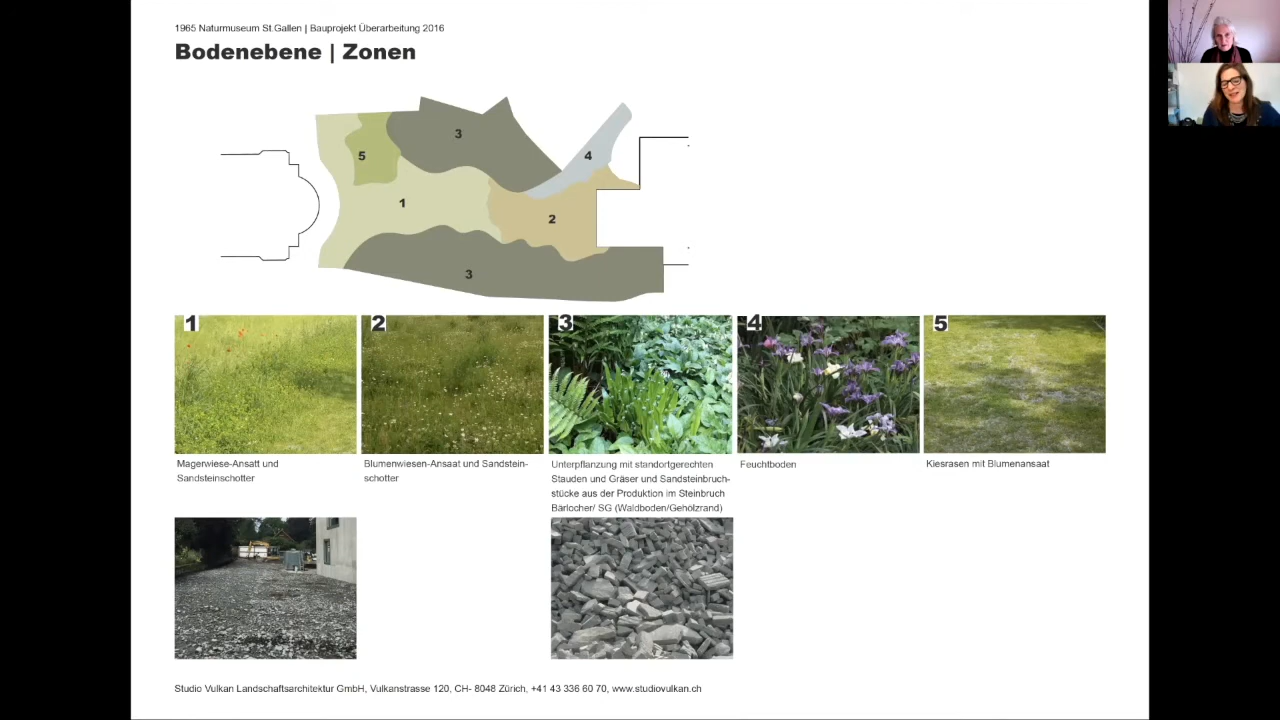 1965 Naturmuseum St.Gallen | Bauprojekt Überarbeitung 2016
Bodenebene | Zonen
3
5
4
1
2
3
1
2
3
4
5
Magerwiese-Ansatt und
Sandsteinschotter
Blumenwiesen-Ansaat und Sandstein-
schotter
Unterpflanzung mit standortgerechten
Stauden und Gräser und Sandsteinbruch-
stücke aus der Produktion im Steinbruch
Bärlocher/ SG (Waldboden/Gehölzrand)
Feuchtboden
Kiesrasen mit Blumenansaat
Studio Vulkan Landschaftsarchitektur GmbH, Vulkanstrasse 120, CH- 8048 Zürich, +41 43 336 60 70, www.studiovulkan.ch